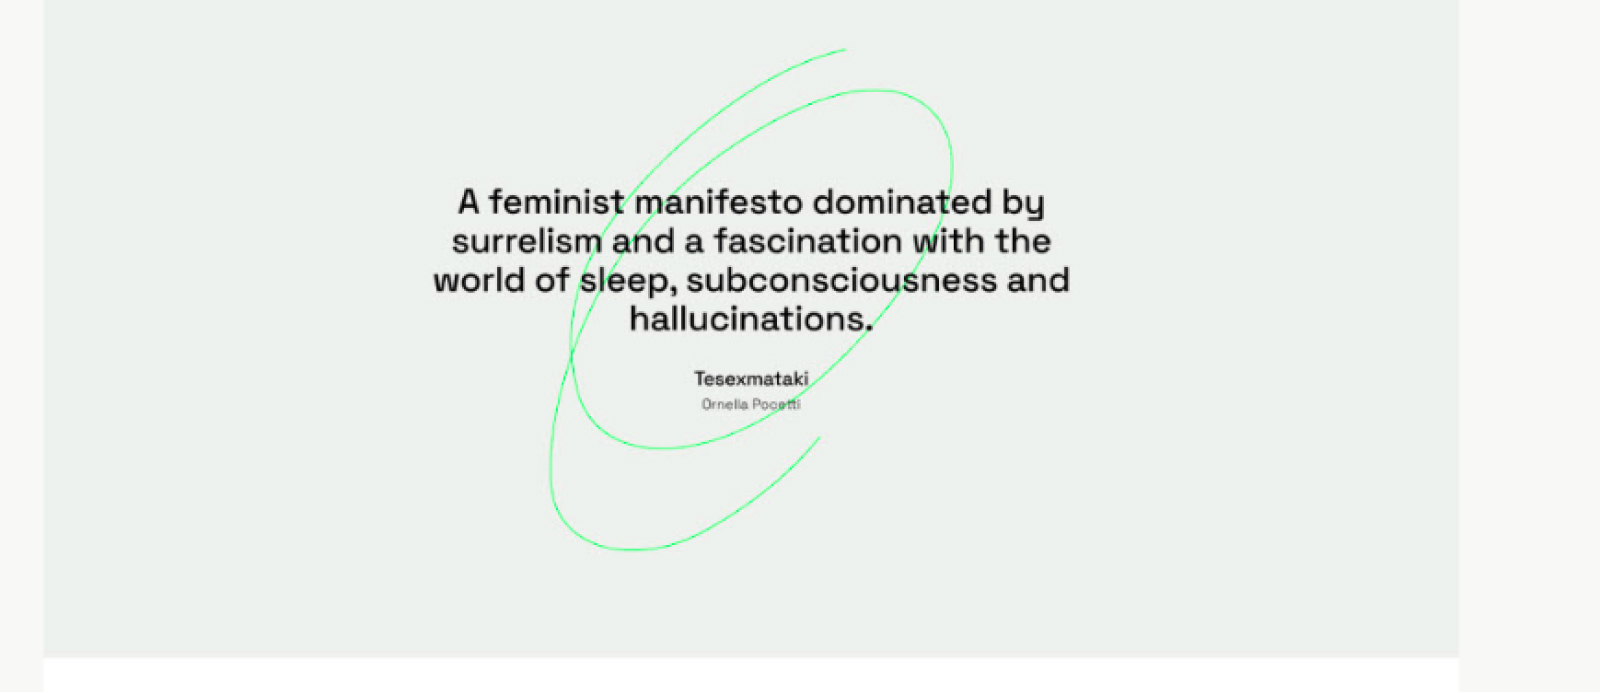 A feminist manifesto dominated by
surrelism and a fascination with the
world of sleep, subconsciousness and
hallucinations.
Tesexmataki
Ornella Pocetti